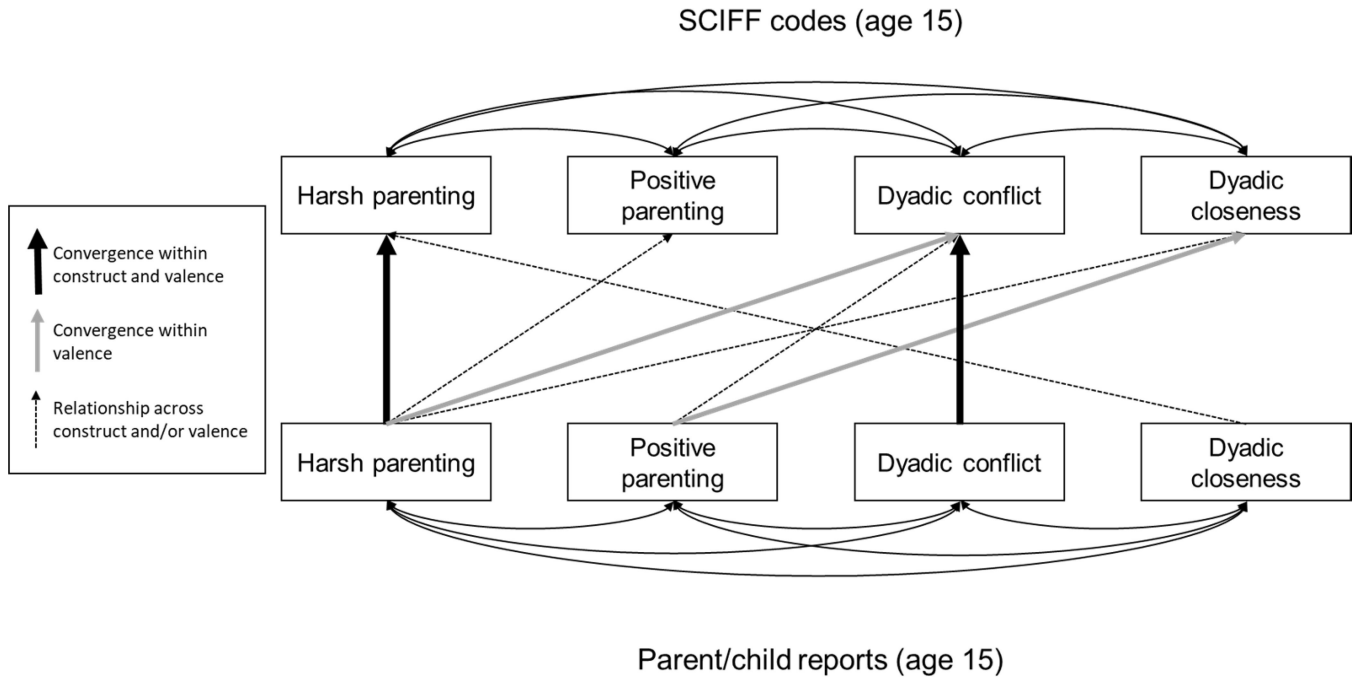 SCIFF codes (age 15)
Harsh parenting
Positive
parenting
Dyadic conflict
Dyadic
closeness
Convergence within
construct and valence
Convergence within
valence
Relationship across
construct and/or valence
Harsh parenting
Positive
parenting
Dyadic conflict
Dyadic
closeness
Parent/child reports (age 15)